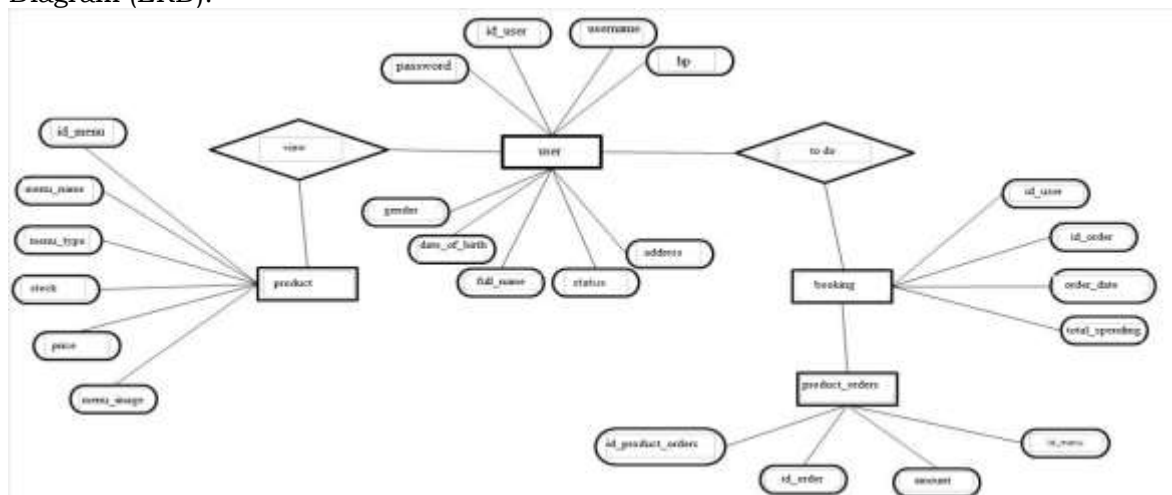 Diagram (ERD).
id_user
username
password
hp
id_menu
view
user
to do
menu_name
gender
id_user
menu_type
date_of_birth
address
id_order
stock
product
full_name
status
booking
order_date
price
total_spending
menu_image
product_orders
id_product_orders
id_menu
id_order
amount